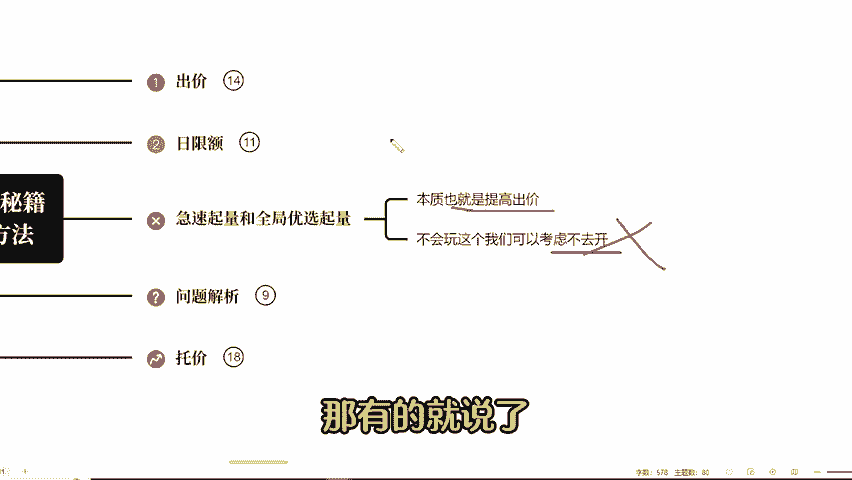 1 出价 14
2 日限额 11
秘籍
方法
急速起量和全局优选起量
本质也就是提高出价
不会玩这个我们可以考虑不去开
? 问题解析 9
托价 18
那有的就说了
字数：578 主题数：80